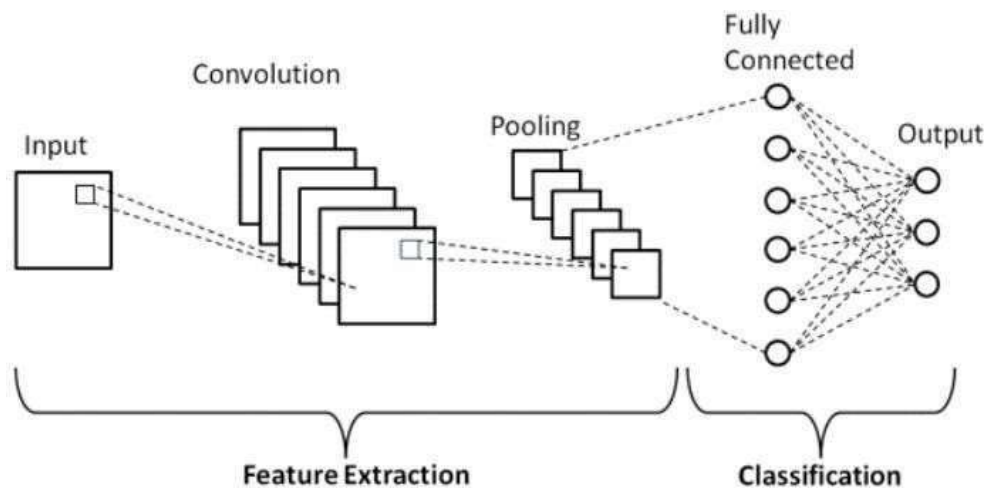 Input
Convolution
Pooling
Fully
Connected
Output
Feature Extraction
Classification